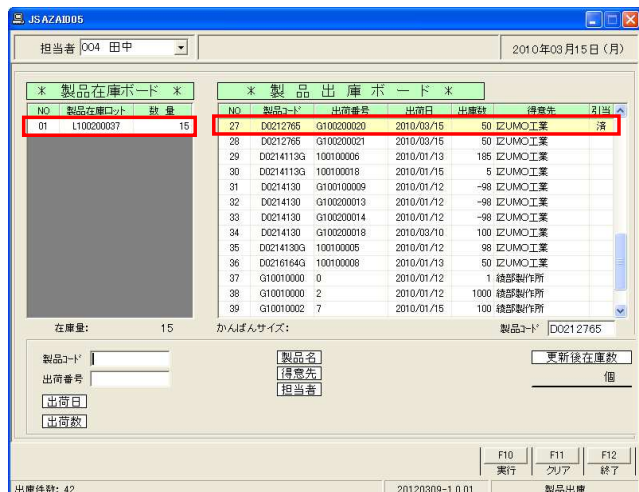 JSAZAI005
担当者 004 田中
2010年03月15日(月)
* 製品在庫ボード *
NO 製品在庫ロット 数 量
01 L100200037 15
在庫量: 15
* 製 品 出 庫 ボ ー ド *
NO 製品コード 出荷番号 出荷日 出庫数 得意先 引当
27 D0212765 G100200020 2010/03/15 50 IZUMO工業 済
28 D0212765 G100200021 2010/03/15 50 IZUMO工業
29 D0214113G 100100006 2010/01/13 185 IZUMO工業
30 D0214113G 100100018 2010/01/15 5 IZUMO工業
31 D0214130 G100100009 2010/01/12 -98 IZUMO工業
32 D0214130 G100200013 2010/01/12 -98 IZUMO工業
33 D0214130 G100200014 2010/01/12 -98 IZUMO工業
34 D0214130 G100200018 2010/03/10 100 IZUMO工業
35 D0214130G 100100005 2010/01/12 98 IZUMO工業
36 D0216164G 100100008 2010/01/13 50 IZUMO工業
37 G10010000 0 2010/01/12 1 綾部製作所
38 G10010000 2 2010/01/12 1000 綾部製作所
39 G10010002 7 2010/01/15 100 綾部製作所
かんばんサイズ: 製品コード D0212765
製品コード 製品名 更新後在庫数
出荷番号 得意先 個
担当者
出荷日
出荷数
F10 F11 F12
実行 クリア 終了
出庫件数: 42 20120309-1.0.01 製品出庫